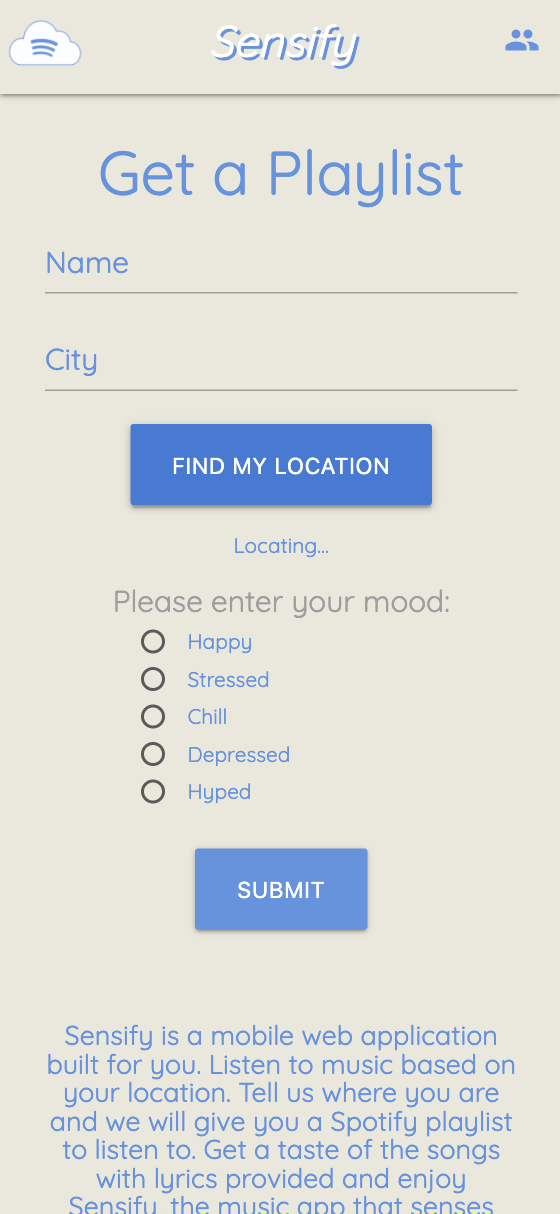 Sensify
Get a Playlist
Name
City
FIND MY LOCATION
Locating...
Please enter your mood:
Happy
Stressed
Chill
Depressed
Hyped
SUBMIT
Sensify is a mobile web application
built for you. Listen to music based on
your location. Tell us where you are
and we will give you a Spotify playlist
to listen to. Get a taste of the songs
with lyrics provided and enjoy
Sensify, the music app that senses